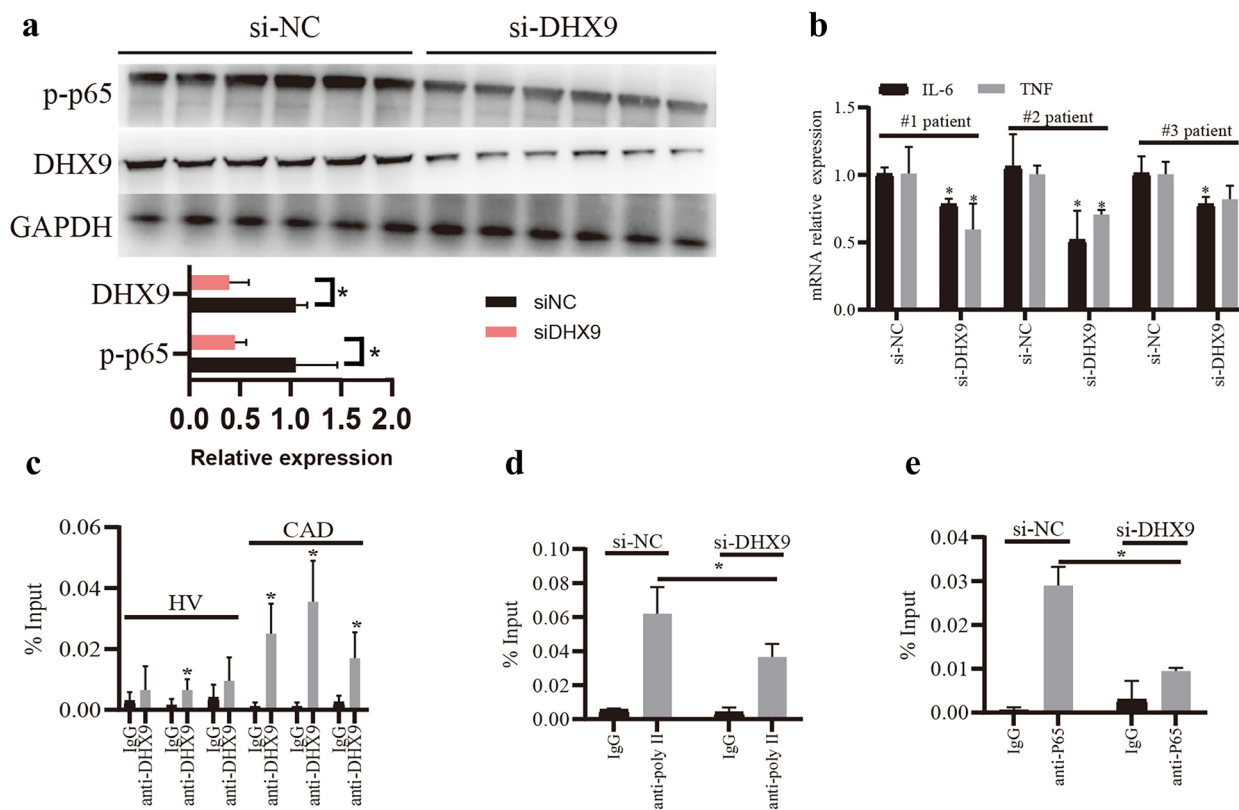 a
si-NC si-DHX9
p-p65
DHX9
GAPDH
DHX9
*
p-p65
*
siNC
siDHX9
0.0 0.5 1.0 1.5 2.0
Relative expression
b
IL-6 TNF
mRNA relative expression
1.5
1.0
0.5
0.0
#1 patient #2 patient #3 patient
* * * * *
si-NC si-DHX9 si-NC si-DHX9 si-NC si-DHX9
c
% Input
0.06
0.04
0.02
0.00
HV CAD
* * * *
IgG anti-DHX9 IgG anti-DHX9 IgG anti-DHX9 IgG anti-DHX9 IgG anti-DHX9 IgG anti-DHX9
d
% Input
0.10
0.08
0.06
0.04
0.02
0.00
si-NC si-DHX9
*
IgG anti-poly II IgG anti-poly II
e
% Input
0.04
0.03
0.02
0.01
0.00
si-NC si-DHX9
*
IgG anti-P65 IgG anti-P65